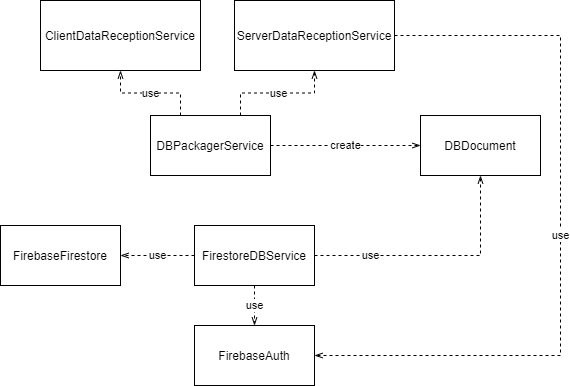 ClientDataReceptionService
ServerDataReceptionService
use
use
DBPackagerService
create
DBDocument
use
FirebaseFirestore
use
FirestoreDBService
use
use
FirebaseAuth